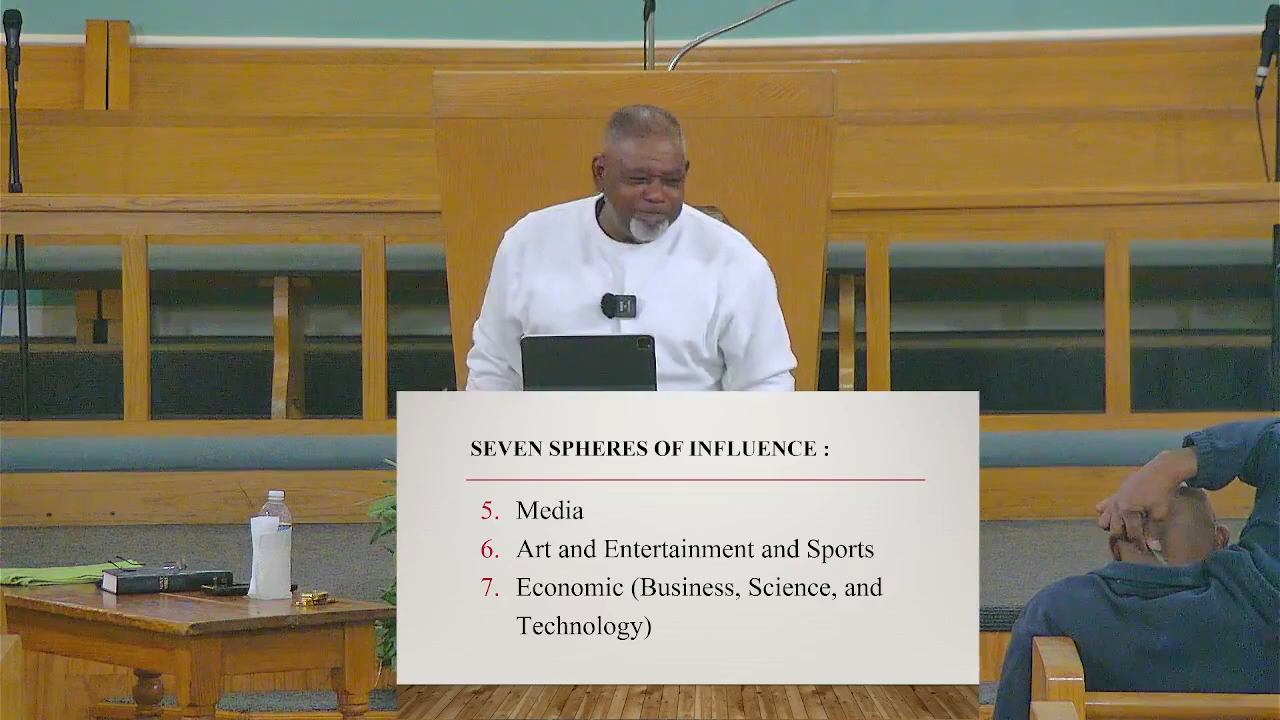 SEVEN SPHERES OF INFLUENCE :
5. Media
6. Art and Entertainment and Sports
7. Economic (Business, Science, and
Technology)